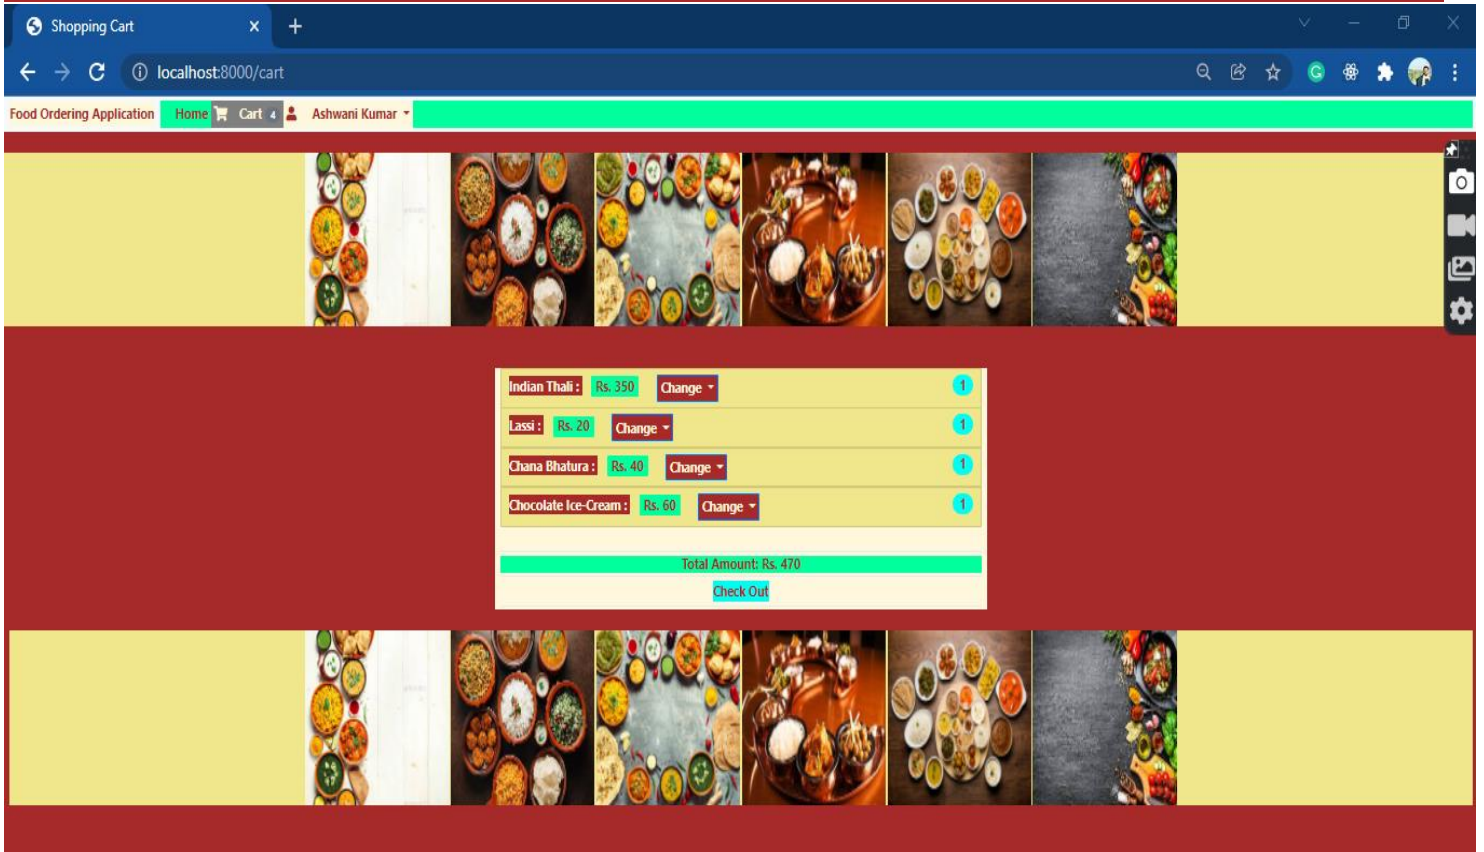 Shopping Cart
localhost:8000/cart
Food Ordering Application Home Cart 4 Ashwani Kumar
Indian Thali : Rs. 350 Change 1
Lassi : Rs. 20 Change 1
Chana Bhatura : Rs. 40 Change 1
Chocolate Ice-Cream : Rs. 60 Change 1
Total Amount: Rs. 470
Check Out